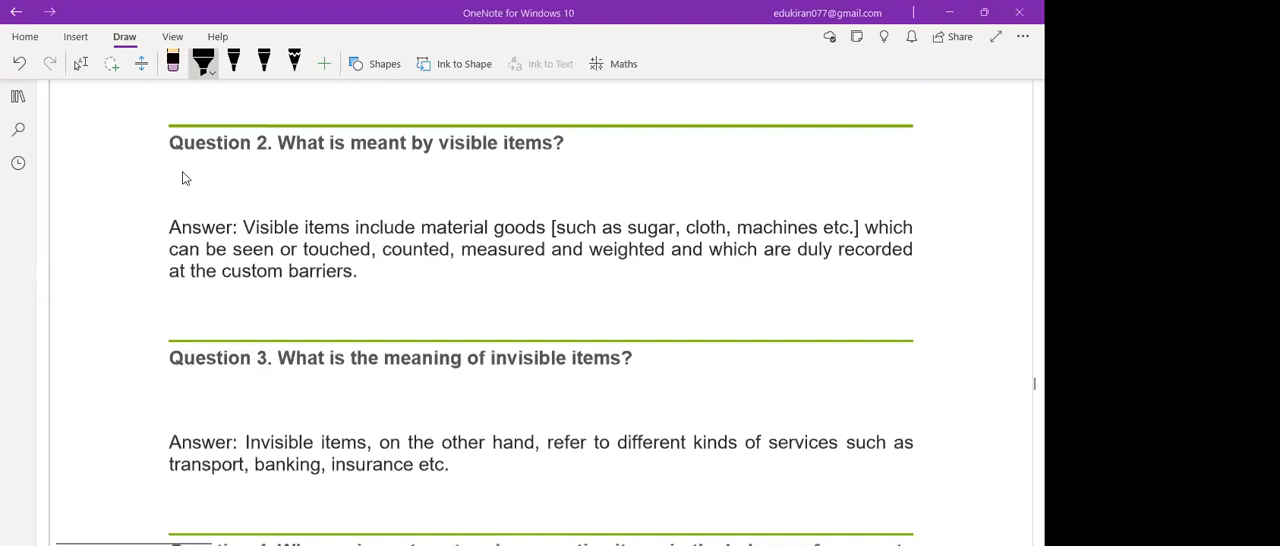 OneNote for Windows 10
edukiran077@gmail.com
Home Insert Draw View Help
Share
Shapes Ink to Shape Ink to Text Maths
Question 2. What is meant by visible items?
Answer: Visible items include material goods [such as sugar, cloth, machines etc.] which
can be seen or touched, counted, measured and weighted and which are duly recorded
at the custom barriers.
Question 3. What is the meaning of invisible items?
Answer: Invisible items, on the other hand, refer to different kinds of services such as
transport, banking, insurance etc.